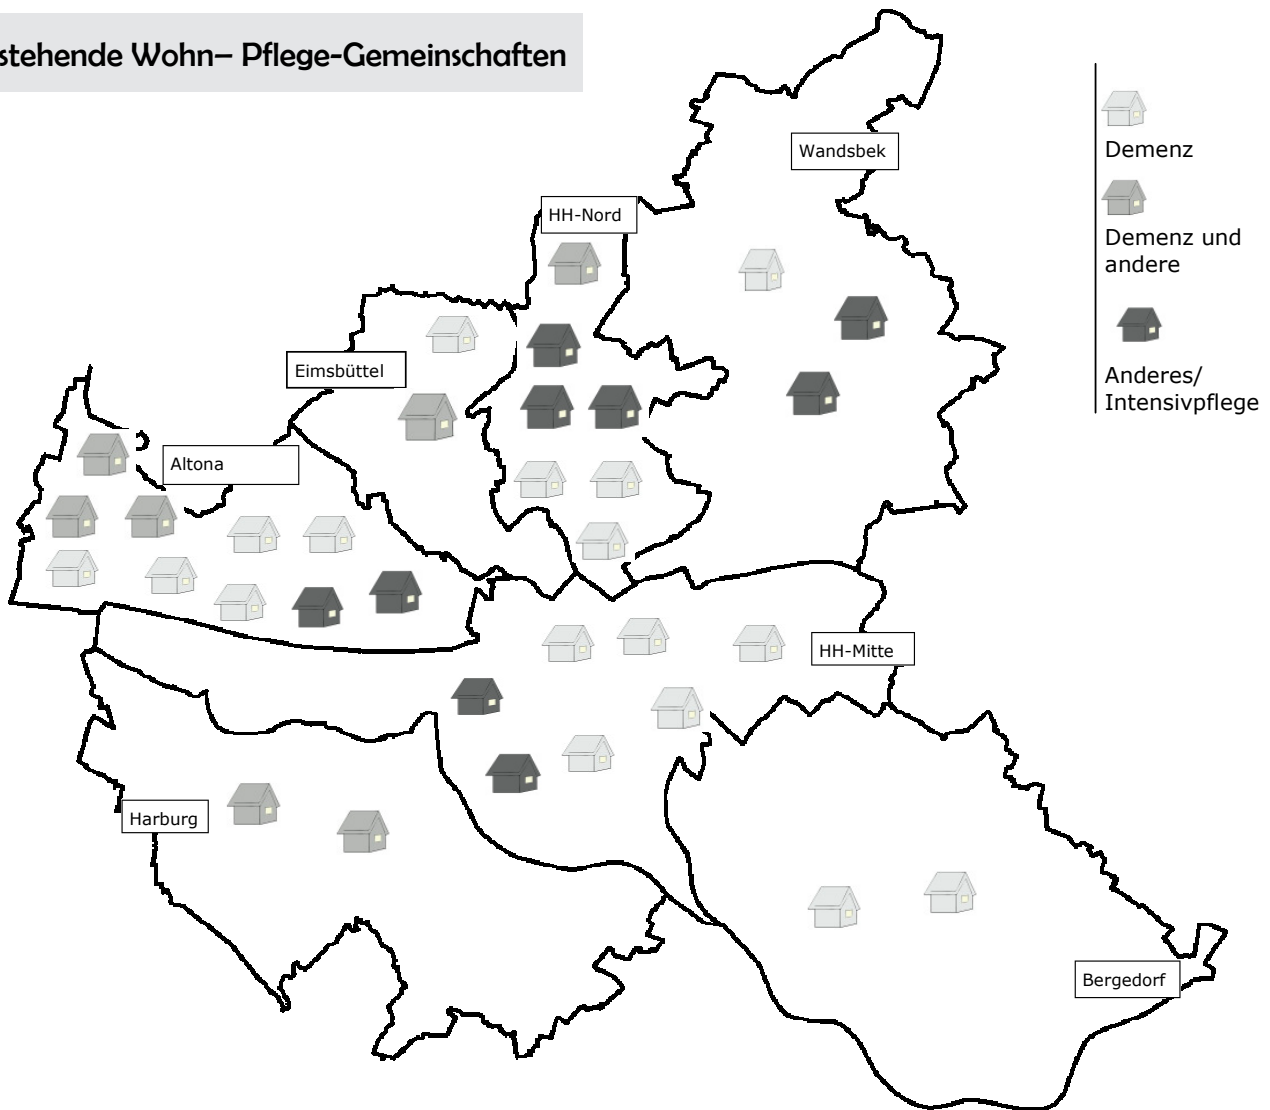 stehende Wohn– Pflege-Gemeinschaften
Wandsbek
HH-Nord
Eimsbüttel
Altona
HH-Mitte
Harburg
Bergedorf
Demenz
Demenz und
andere
Anderes/
Intensivpflege